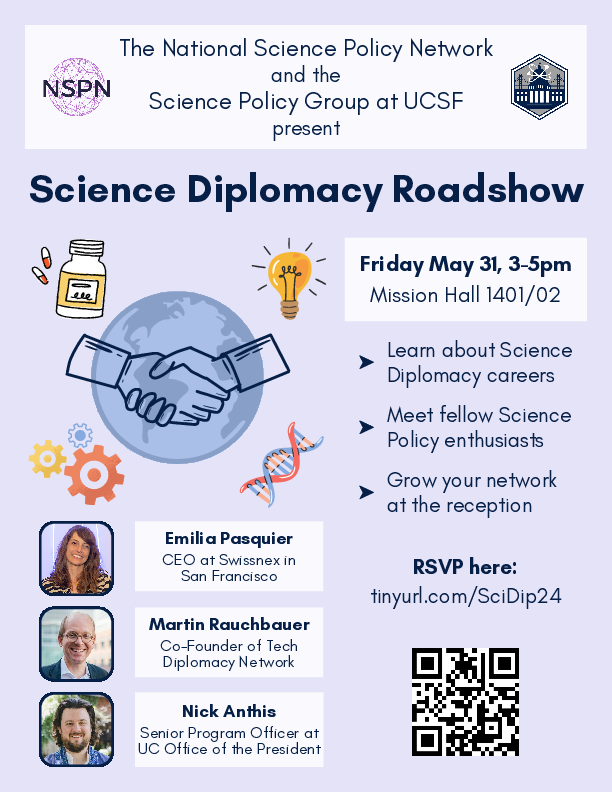 NSPN
The National Science Policy Network
and the
Science Policy Group at UCSF
present
Science Diplomacy Roadshow
Friday May 31, 3-5pm
Mission Hall 1401/02
➤ Learn about Science
Diplomacy careers
➤ Meet fellow Science
Policy enthusiasts
➤ Grow your network
at the reception
Emilia Pasquier
CEO at Swissnex in
San Francisco
Martin Rauchbauer
Co-Founder of Tech
Diplomacy Network
Nick Anthis
Senior Program Officer at
UC Office of the President
RSVP here:
tinyurl.com/SciDip24